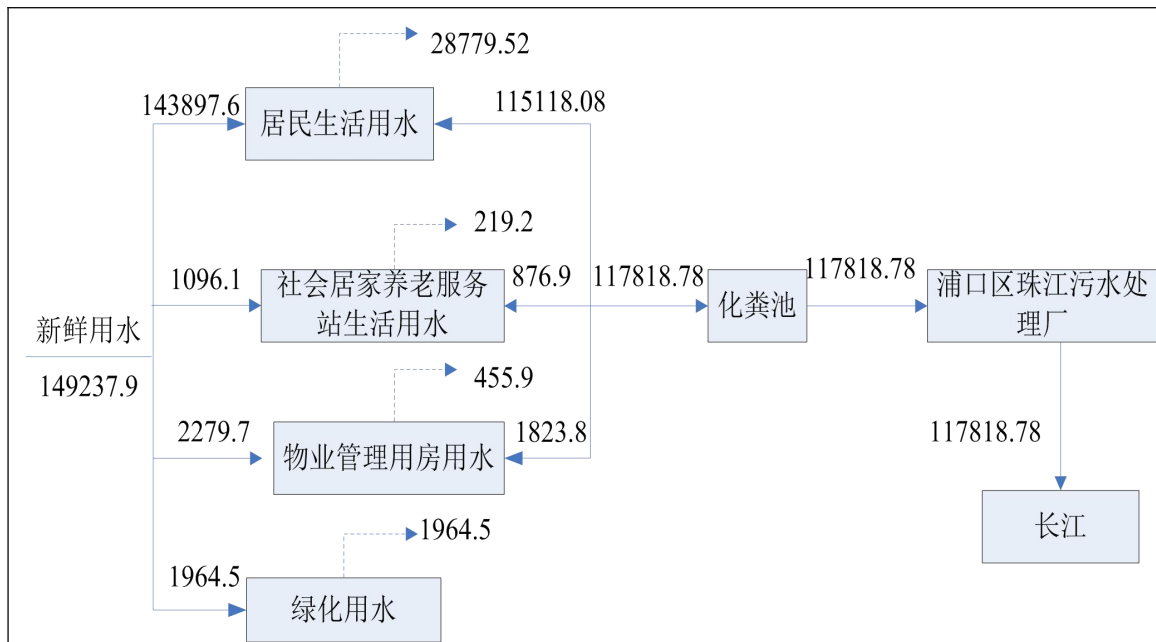 28779.52
143897.6
居民生活用水
115118.08
219.2
1096.1
社会居家养老服务
站生活用水
876.9
117818.78
化粪池
117818.78
浦口区珠江污水处
理厂
新鲜用水
149237.9
455.9
2279.7
物业管理用房用水
1823.8
117818.78
长江
1964.5
1964.5
绿化用水